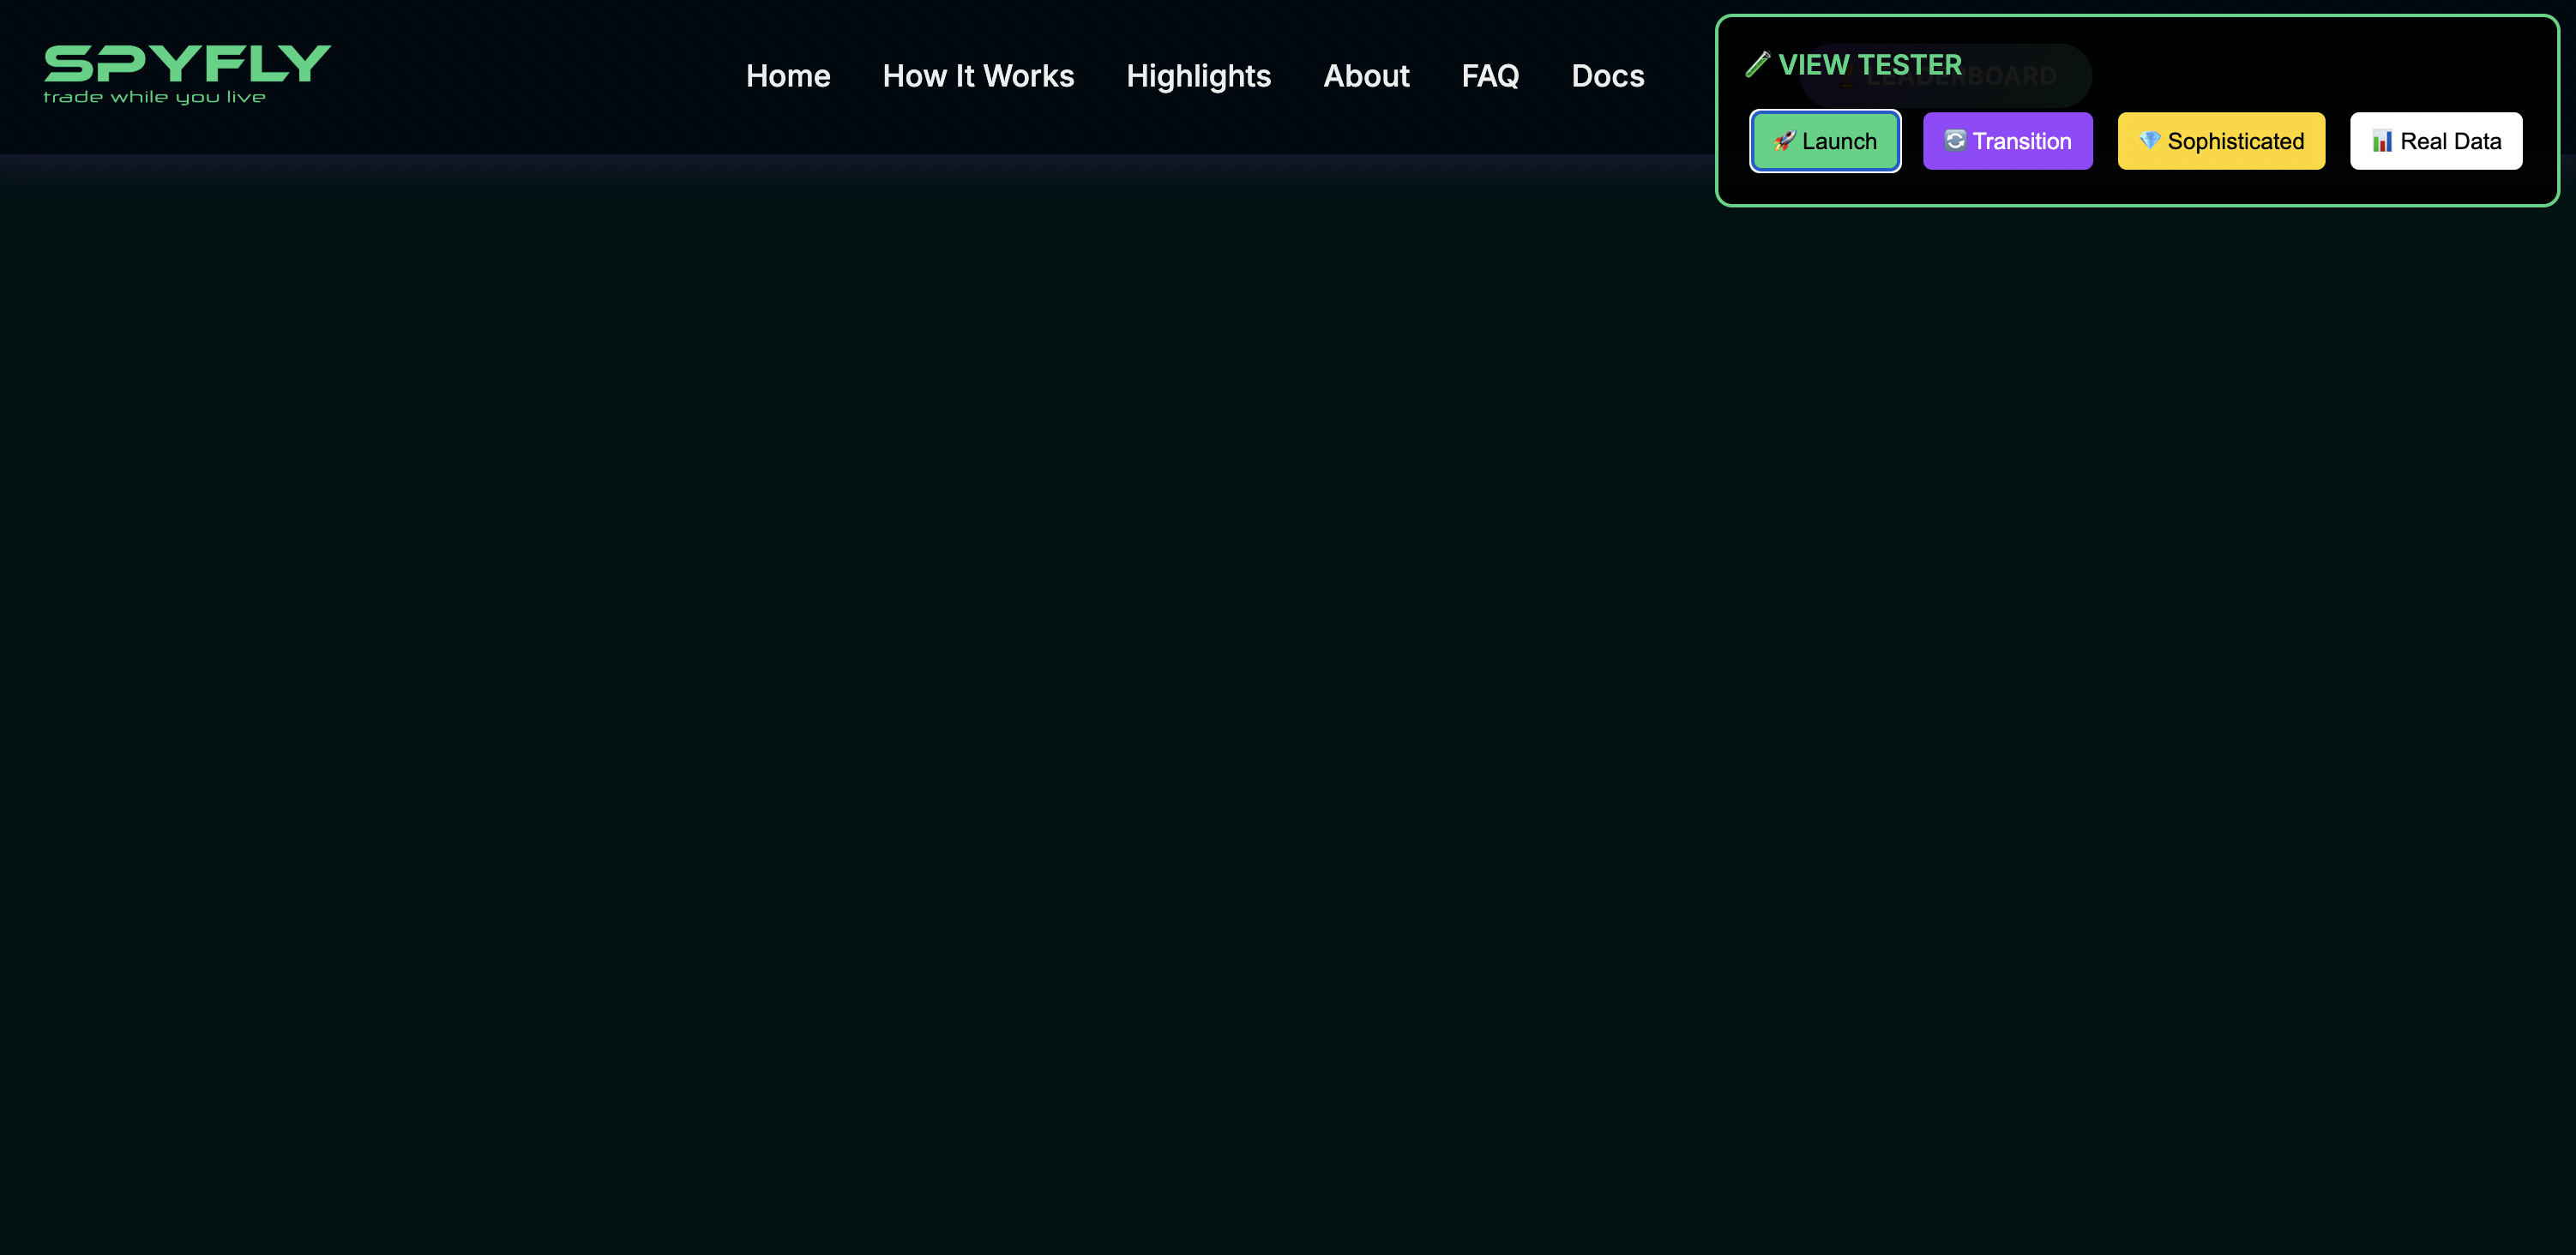 SPYFLY
trade while you live
Home How It Works Highlights About FAQ Docs
VIEW TESTER
LEADERBOARD
Launch Transition Sophisticated Real Data